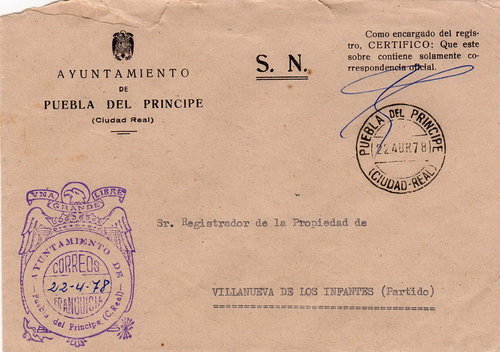 AYUNTAMIENTO
DE
PUEBLA DEL PRINCIPE
(Ciudad Real)
S. N.
Como encargado del regis-
tro, CERTIFICO: Que este
sobre contiene solamente co-
rrespondencia oficial.
PUEBLA DEL PRINCIPE
22 ABR 78
(CIUDAD-REAL)
VNA GRANDE LIBRE
AYUNTAMIENTO DE
CORREOS
22-4-78
FRANQUICIA
Puebla del Príncipe (C. Real)
Sr. Registrador de la Propiedad de
VILLANUEVA DE LOS INFANTES (Partido)